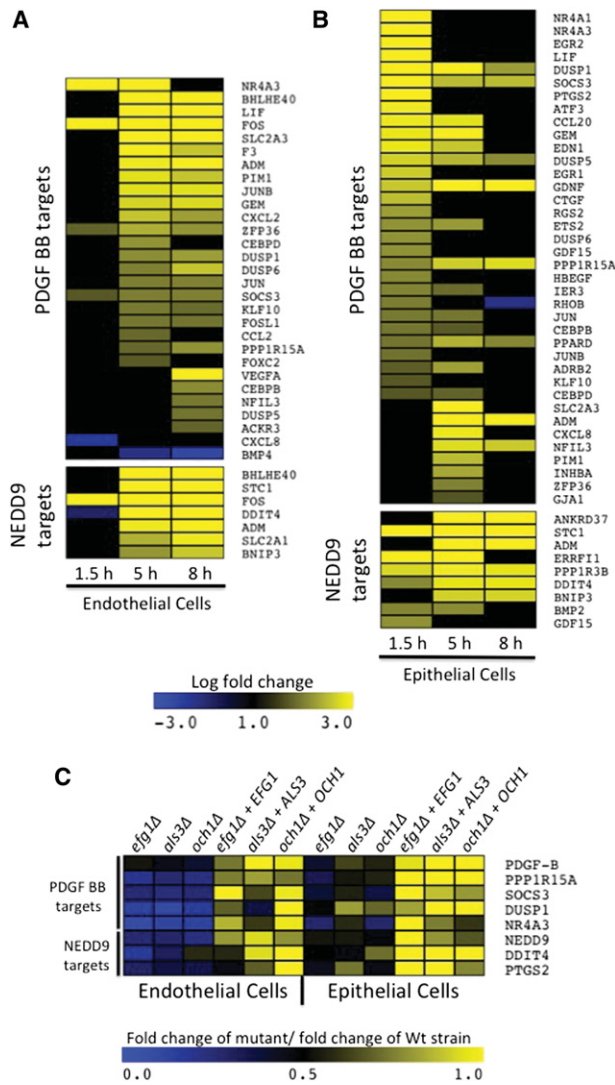 A
PDGF BB targets
NR4A3
BHLHE40
LIF
FOS
SLC2A3
F3
ADM
PIM1
JUNB
GEM
CXCL2
ZFP36
CEBPD
DUSP1
DUSP6
JUN
SOCS3
KLF10
FOSL1
CCL2
PPP1R15A
FOXC2
VEGFA
CEBPB
NFIL3
DUSP5
ACKR3
CXCL8
BMP4
NEDD9
targets
BHLHE40
STC1
FOS
DDIT4
ADM
SLC2A1
BNIP3
1.5 h 5 h 8 h
Endothelial Cells
B
PDGF BB targets
NR4A1
NR4A3
EGR2
LIF
DUSP1
SOCS3
PTGS2
ATF3
CCL20
GEM
EDN1
DUSP5
EGR1
GDNF
CTGF
RGS2
ETS2
DUSP6
GDF15
PPP1R15A
HBEGF
IER3
RHOB
JUN
CEBPB
PPARD
JUNB
ADRB2
KLF10
CEBPD
SLC2A3
ADM
CXCL8
NFIL3
PIM1
INHBA
ZFP36
GJA1
NEDD9
targets
ANKRD37
STC1
ADM
ERRFI1
PPP1R3B
DDIT4
BNIP3
BMP2
GDF15
1.5 h 5 h 8 h
Epithelial Cells
Log fold change
-3.0 1.0 3.0
C
efg1Δ als3Δ och1Δ efg1Δ + EFG1 als3Δ + ALS3 och1Δ + OCH1 efg1Δ als3Δ och1Δ efg1Δ + EFG1 als3Δ + ALS3 och1Δ + OCH1
PDGF BB
targets
NEDD9
targets
PDGF-B
PPP1R15A
SOCS3
DUSP1
NR4A3
NEDD9
DDIT4
PTGS2
Endothelial Cells Epithelial Cells
Fold change of mutant/ fold change of Wt strain
0.0 0.5 1.0